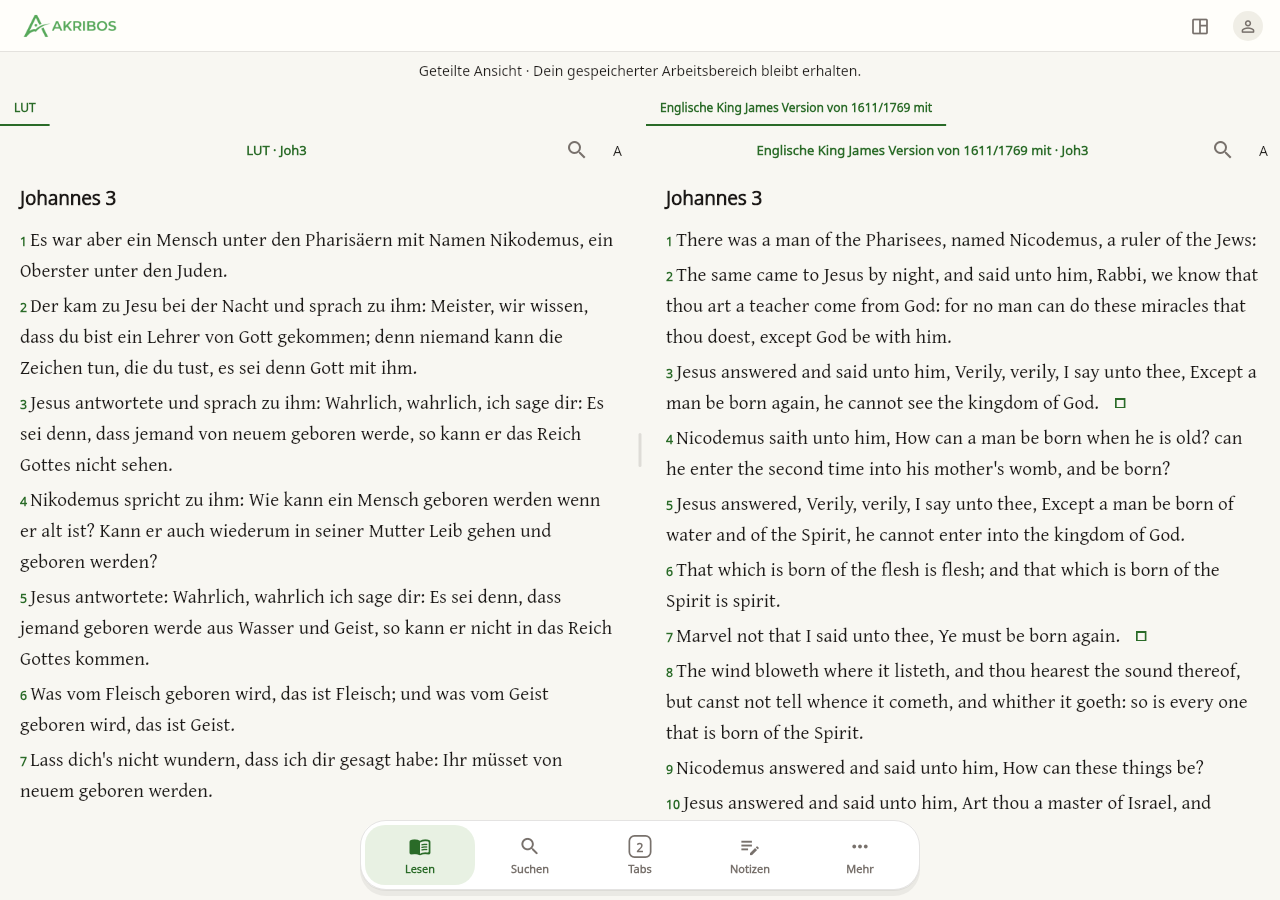 AKRIBOS
Geteilte Ansicht · Dein gespeicherter Arbeitsbereich bleibt erhalten.
LUT
LUT · Joh3
A
Johannes 3
1 Es war aber ein Mensch unter den Pharisäern mit Namen Nikodemus, ein
Oberster unter den Juden.
2 Der kam zu Jesu bei der Nacht und sprach zu ihm: Meister, wir wissen,
dass du bist ein Lehrer von Gott gekommen; denn niemand kann die
Zeichen tun, die du tust, es sei denn Gott mit ihm.
3 Jesus antwortete und sprach zu ihm: Wahrlich, wahrlich, ich sage dir: Es
sei denn, dass jemand von neuem geboren werde, so kann er das Reich
Gottes nicht sehen.
4 Nikodemus spricht zu ihm: Wie kann ein Mensch geboren werden wenn
er alt ist? Kann er auch wiederum in seiner Mutter Leib gehen und
geboren werden?
5 Jesus antwortete: Wahrlich, wahrlich ich sage dir: Es sei denn, dass
jemand geboren werde aus Wasser und Geist, so kann er nicht in das Reich
Gottes kommen.
6 Was vom Fleisch geboren wird, das ist Fleisch; und was vom Geist
geboren wird, das ist Geist.
7 Lass dich's nicht wundern, dass ich dir gesagt habe: Ihr müsset von
neuem geboren werden.
Englische King James Version von 1611/1769 mit
Englische King James Version von 1611/1769 mit · Joh3
A
Johannes 3
1 There was a man of the Pharisees, named Nicodemus, a ruler of the Jews:
2 The same came to Jesus by night, and said unto him, Rabbi, we know that
thou art a teacher come from God: for no man can do these miracles that
thou doest, except God be with him.
3 Jesus answered and said unto him, Verily, verily, I say unto thee, Except a
man be born again, he cannot see the kingdom of God.
4 Nicodemus saith unto him, How can a man be born when he is old? can
he enter the second time into his mother's womb, and be born?
5 Jesus answered, Verily, verily, I say unto thee, Except a man be born of
water and of the Spirit, he cannot enter into the kingdom of God.
6 That which is born of the flesh is flesh; and that which is born of the
Spirit is spirit.
7 Marvel not that I said unto thee, Ye must be born again.
8 The wind bloweth where it listeth, and thou hearest the sound thereof,
but canst not tell whence it cometh, and whither it goeth: so is every one
that is born of the Spirit.
9 Nicodemus answered and said unto him, How can these things be?
10 Jesus answered and said unto him, Art thou a master of Israel, and
2
Lesen
Suchen
Tabs
Notizen
Mehr